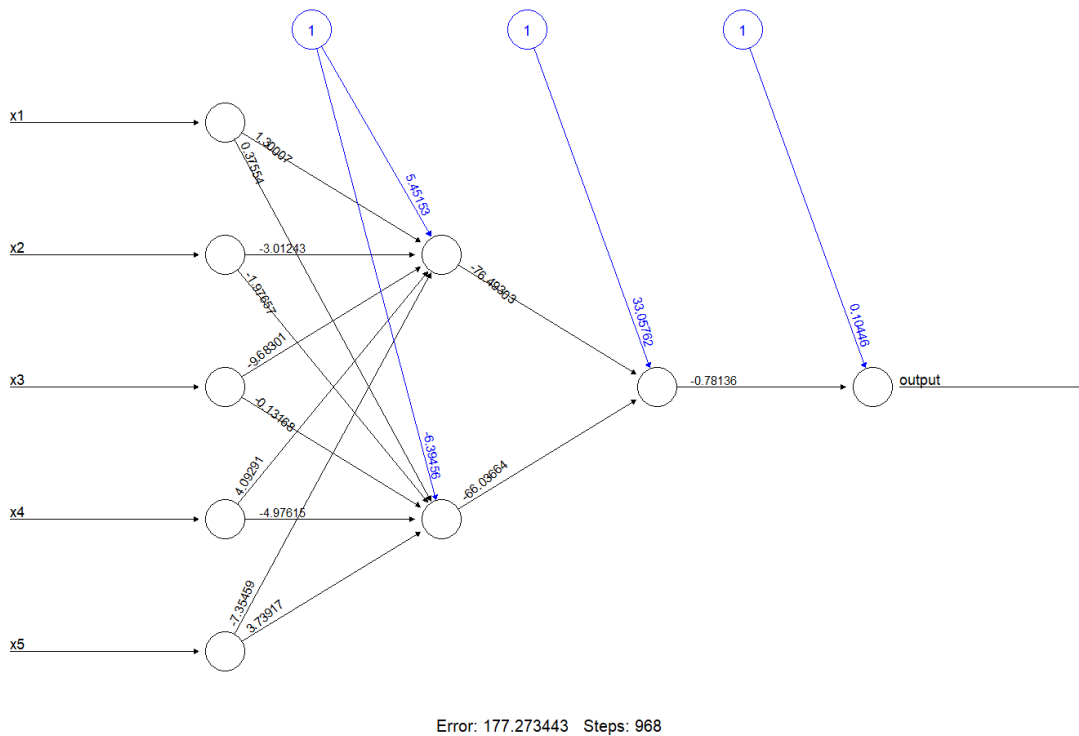 1
1
1
x1
1.30007
0.37554
5.45153
x2
-3.01243
-1.97657
-76.49303
33.05762
0.10446
x3
-9.68301
-0.13168
-0.78136
output
-6.39456
4.09291
-66.03664
x4
-4.97615
-7.35459
3.73917
x5
Error: 177.273443 Steps: 968